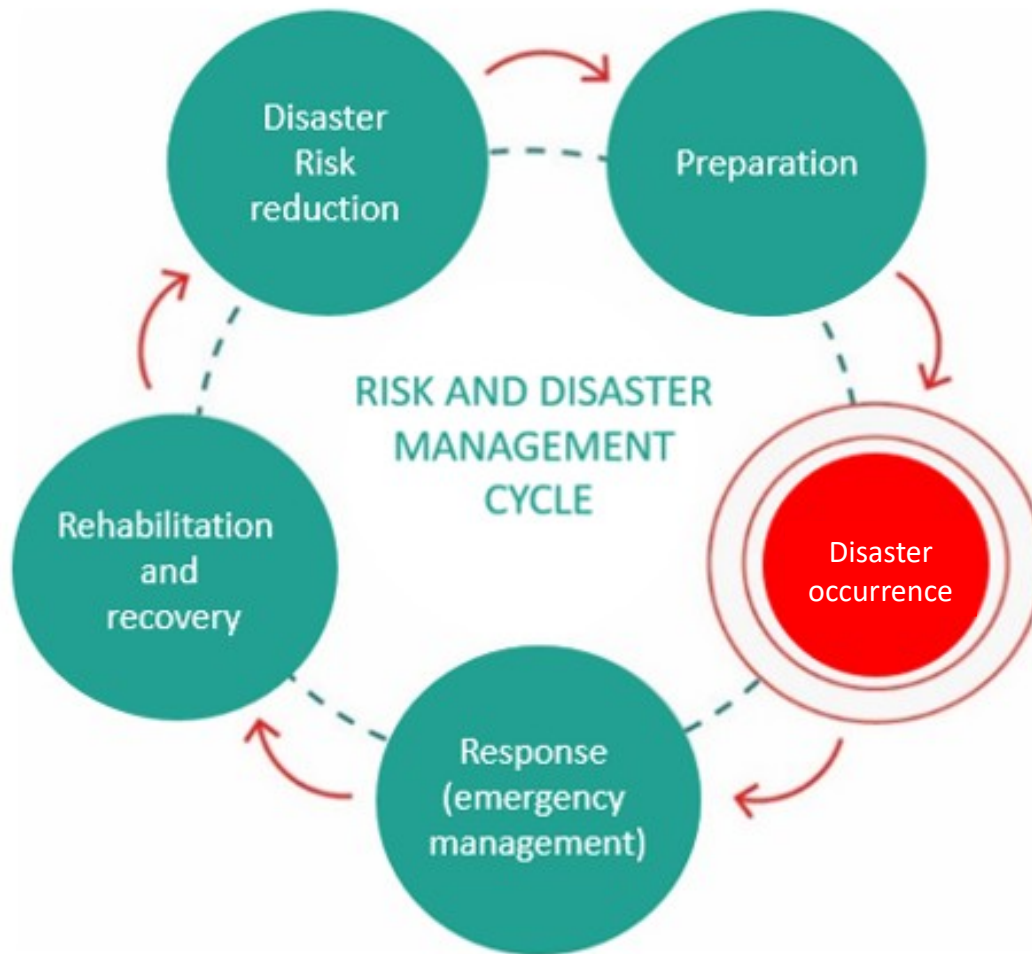 Disaster
Risk
reduction
Preparation
RISK AND DISASTER
MANAGEMENT
CYCLE
Disaster
occurrence
Rehabilitation
and
recovery
Response
(emergency
management)